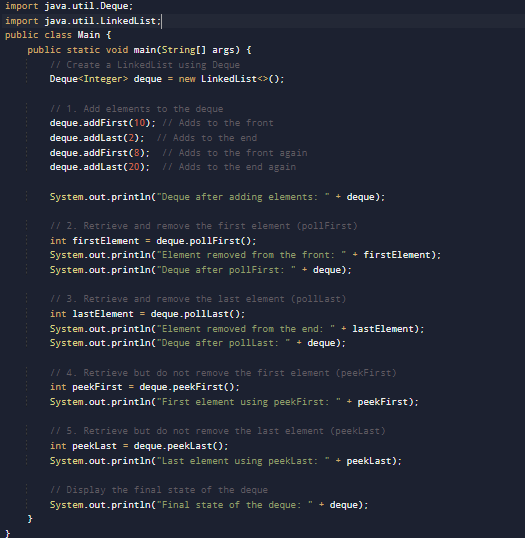 import java.util.Deque;
import java.util.LinkedList;
public class Main {
public static void main(String[] args) {
// Create a LinkedList using Deque
Deque<Integer> deque = new LinkedList<>();
// 1. Add elements to the deque
deque.addFirst(10); // Adds to the front
deque.addLast(2);  // Adds to the end
deque.addFirst(8);  // Adds to the front again
deque.addLast(20);  // Adds to the end again
System.out.println("Deque after adding elements: " + deque);
// 2. Retrieve and remove the first element (pollFirst)
int firstElement = deque.pollFirst();
System.out.println("Element removed from the front: " + firstElement);
System.out.println("Deque after pollFirst: " + deque);
// 3. Retrieve and remove the last element (pollLast)
int lastElement = deque.pollLast();
System.out.println("Element removed from the end: " + lastElement);
System.out.println("Deque after pollLast: " + deque);
// 4. Retrieve but do not remove the first element (peekFirst)
int peekFirst = deque.peekFirst();
System.out.println("First element using peekFirst: " + peekFirst);
// 5. Retrieve but do not remove the last element (peekLast)
int peekLast = deque.peekLast();
System.out.println("Last element using peekLast: " + peekLast);
// Display the final state of the deque
System.out.println("Final state of the deque: " + deque);
}
}